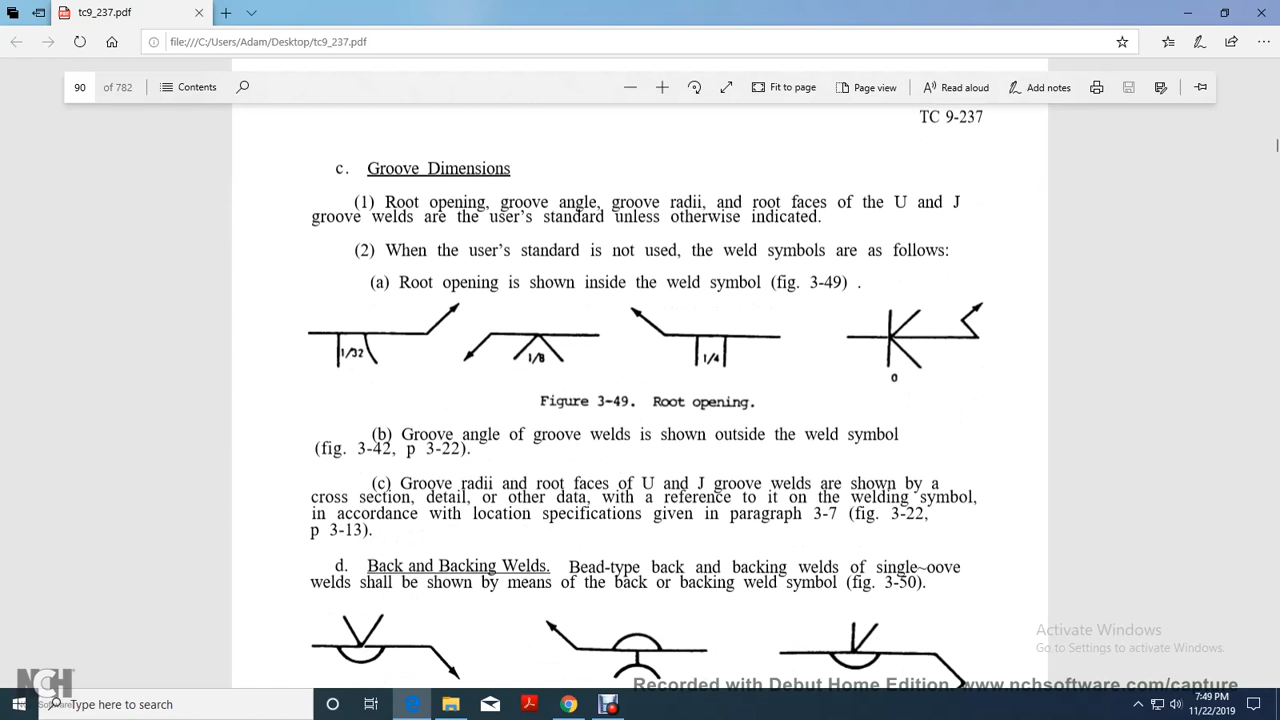 tc9_237.pdf
file:///C:/Users/Adam/Desktop/tc9_237.pdf
90 of 782 Contents Fit to page Page view Read aloud Add notes
TC 9-237
c. Groove Dimensions
(1) Root opening, groove angle, groove radii, and root faces of the U and J
groove welds are the user's standard unless otherwise indicated.
(2) When the user's standard is not used, the weld symbols are as follows:
(a) Root opening is shown inside the weld symbol (fig. 3-49) .
1/32 1/8 1/4 0
Figure 3-49. Root opening.
(b) Groove angle of groove welds is shown outside the weld symbol
(fig. 3-42, p 3-22).
(c) Groove radii and root faces of U and J groove welds are shown by a
cross section, detail, or other data, with a reference to it on the welding symbol,
in accordance with location specifications given in paragraph 3-7 (fig. 3-22,
p 3-13).
d. Back and Backing Welds. Bead-type back and backing welds of single~oove
welds shall be shown by means of the back or backing weld symbol (fig. 3-50).
Activate Windows
Go to Settings to activate Windows.
NCH Software
Recorded with Debut Home Edition www.nchsoftware.com/capture
Type here to search
7:49 PM
11/22/2019